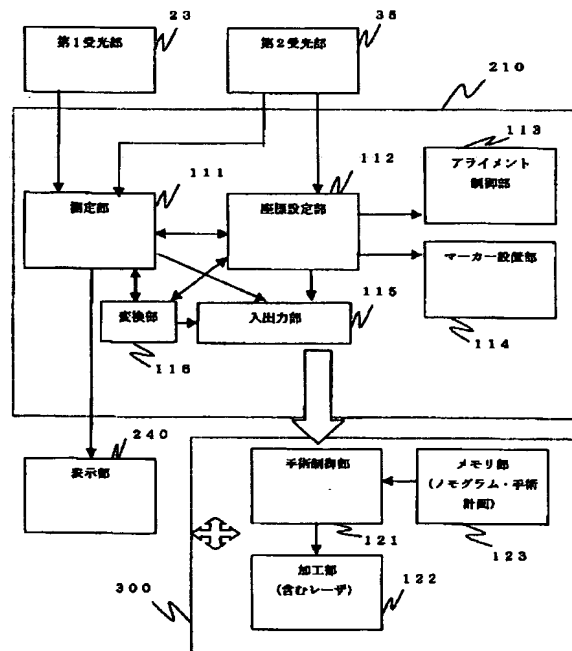 23
35
第1受光部
第2受光部
210
113
アライメント
制御部
111
112
測定部
座標設定部
マーカー設置部
115
変換部
入出力部
114
116
240
表示部
手術制御部
メモリ部
(ノモグラム・手術
計画)
121
123
加工部
(含むレーザ)
122
300